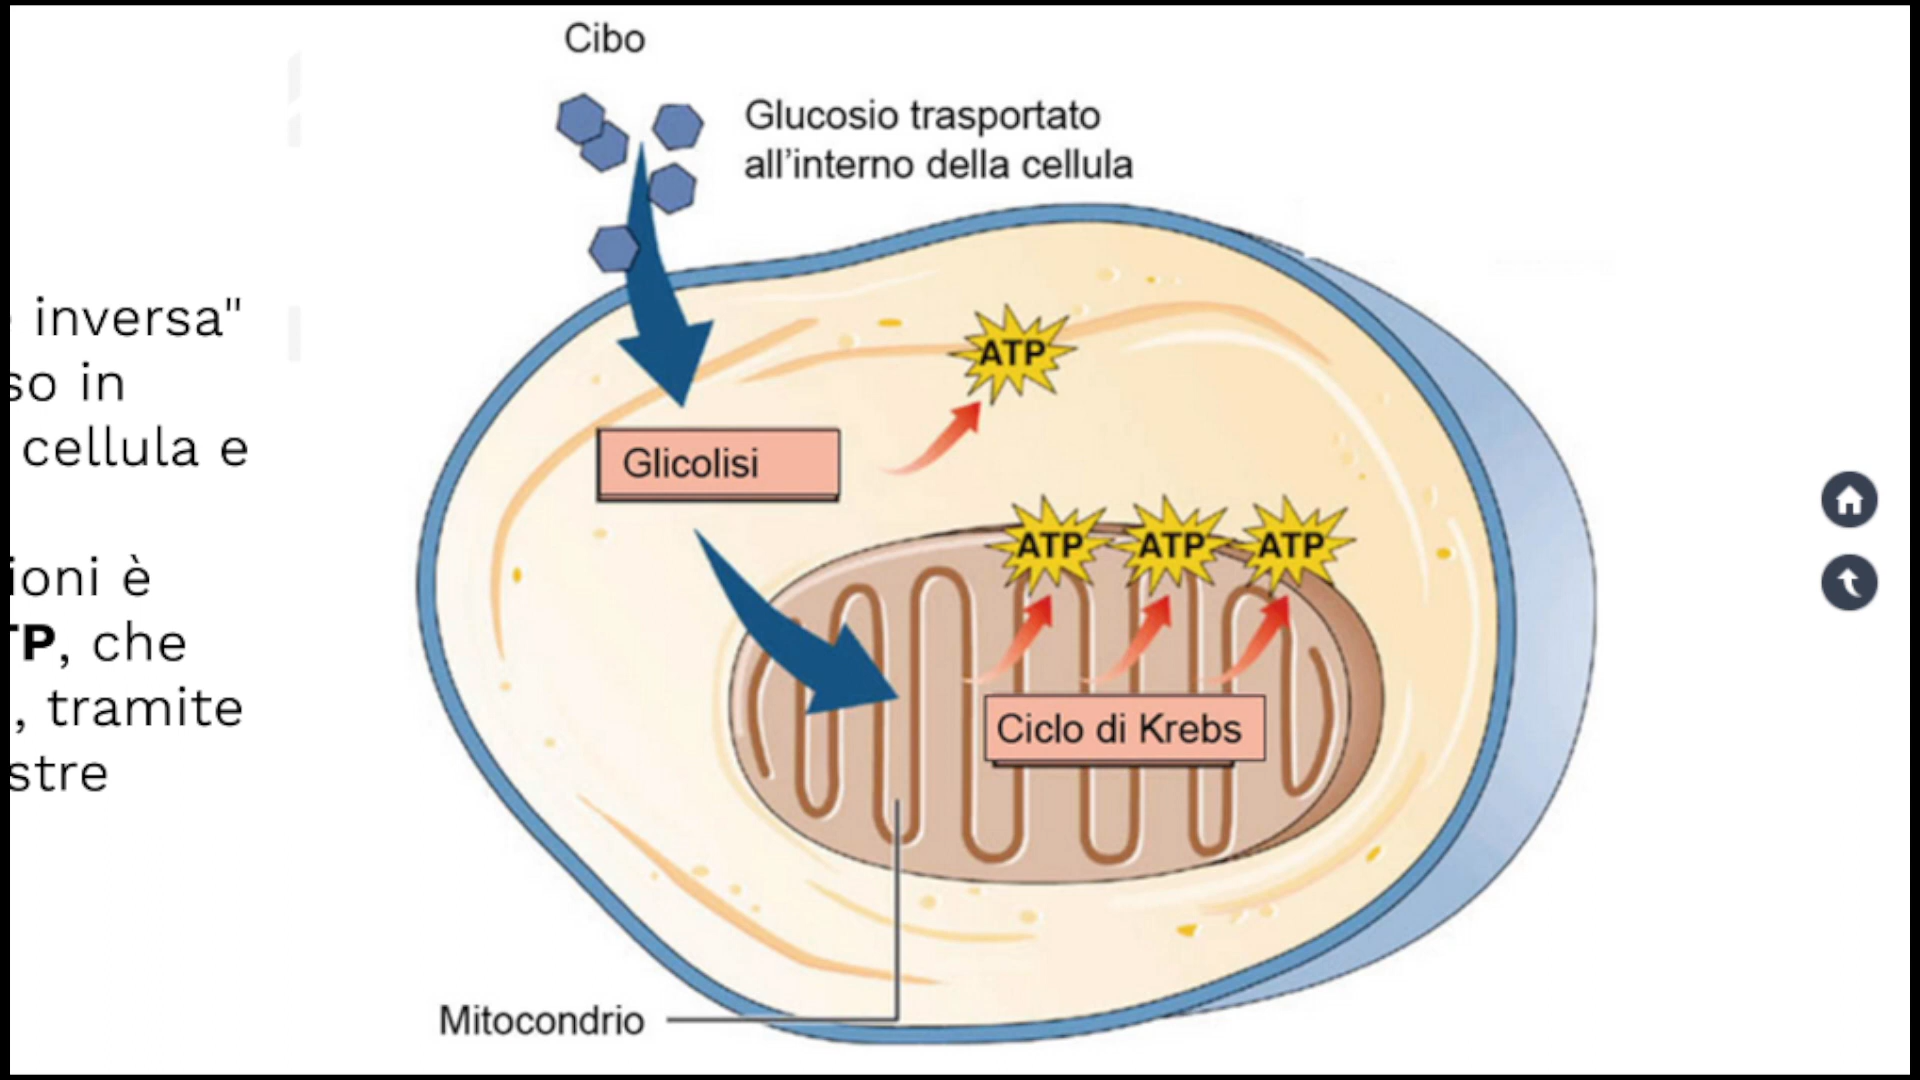 inversa"
so in
cellula e
ioni è
TP, che
, tramite
stre
Cibo
Glucosio trasportato
all'interno della cellula
ATP
Glicolisi
ATP ATP ATP
Ciclo di Krebs
Mitocondrio